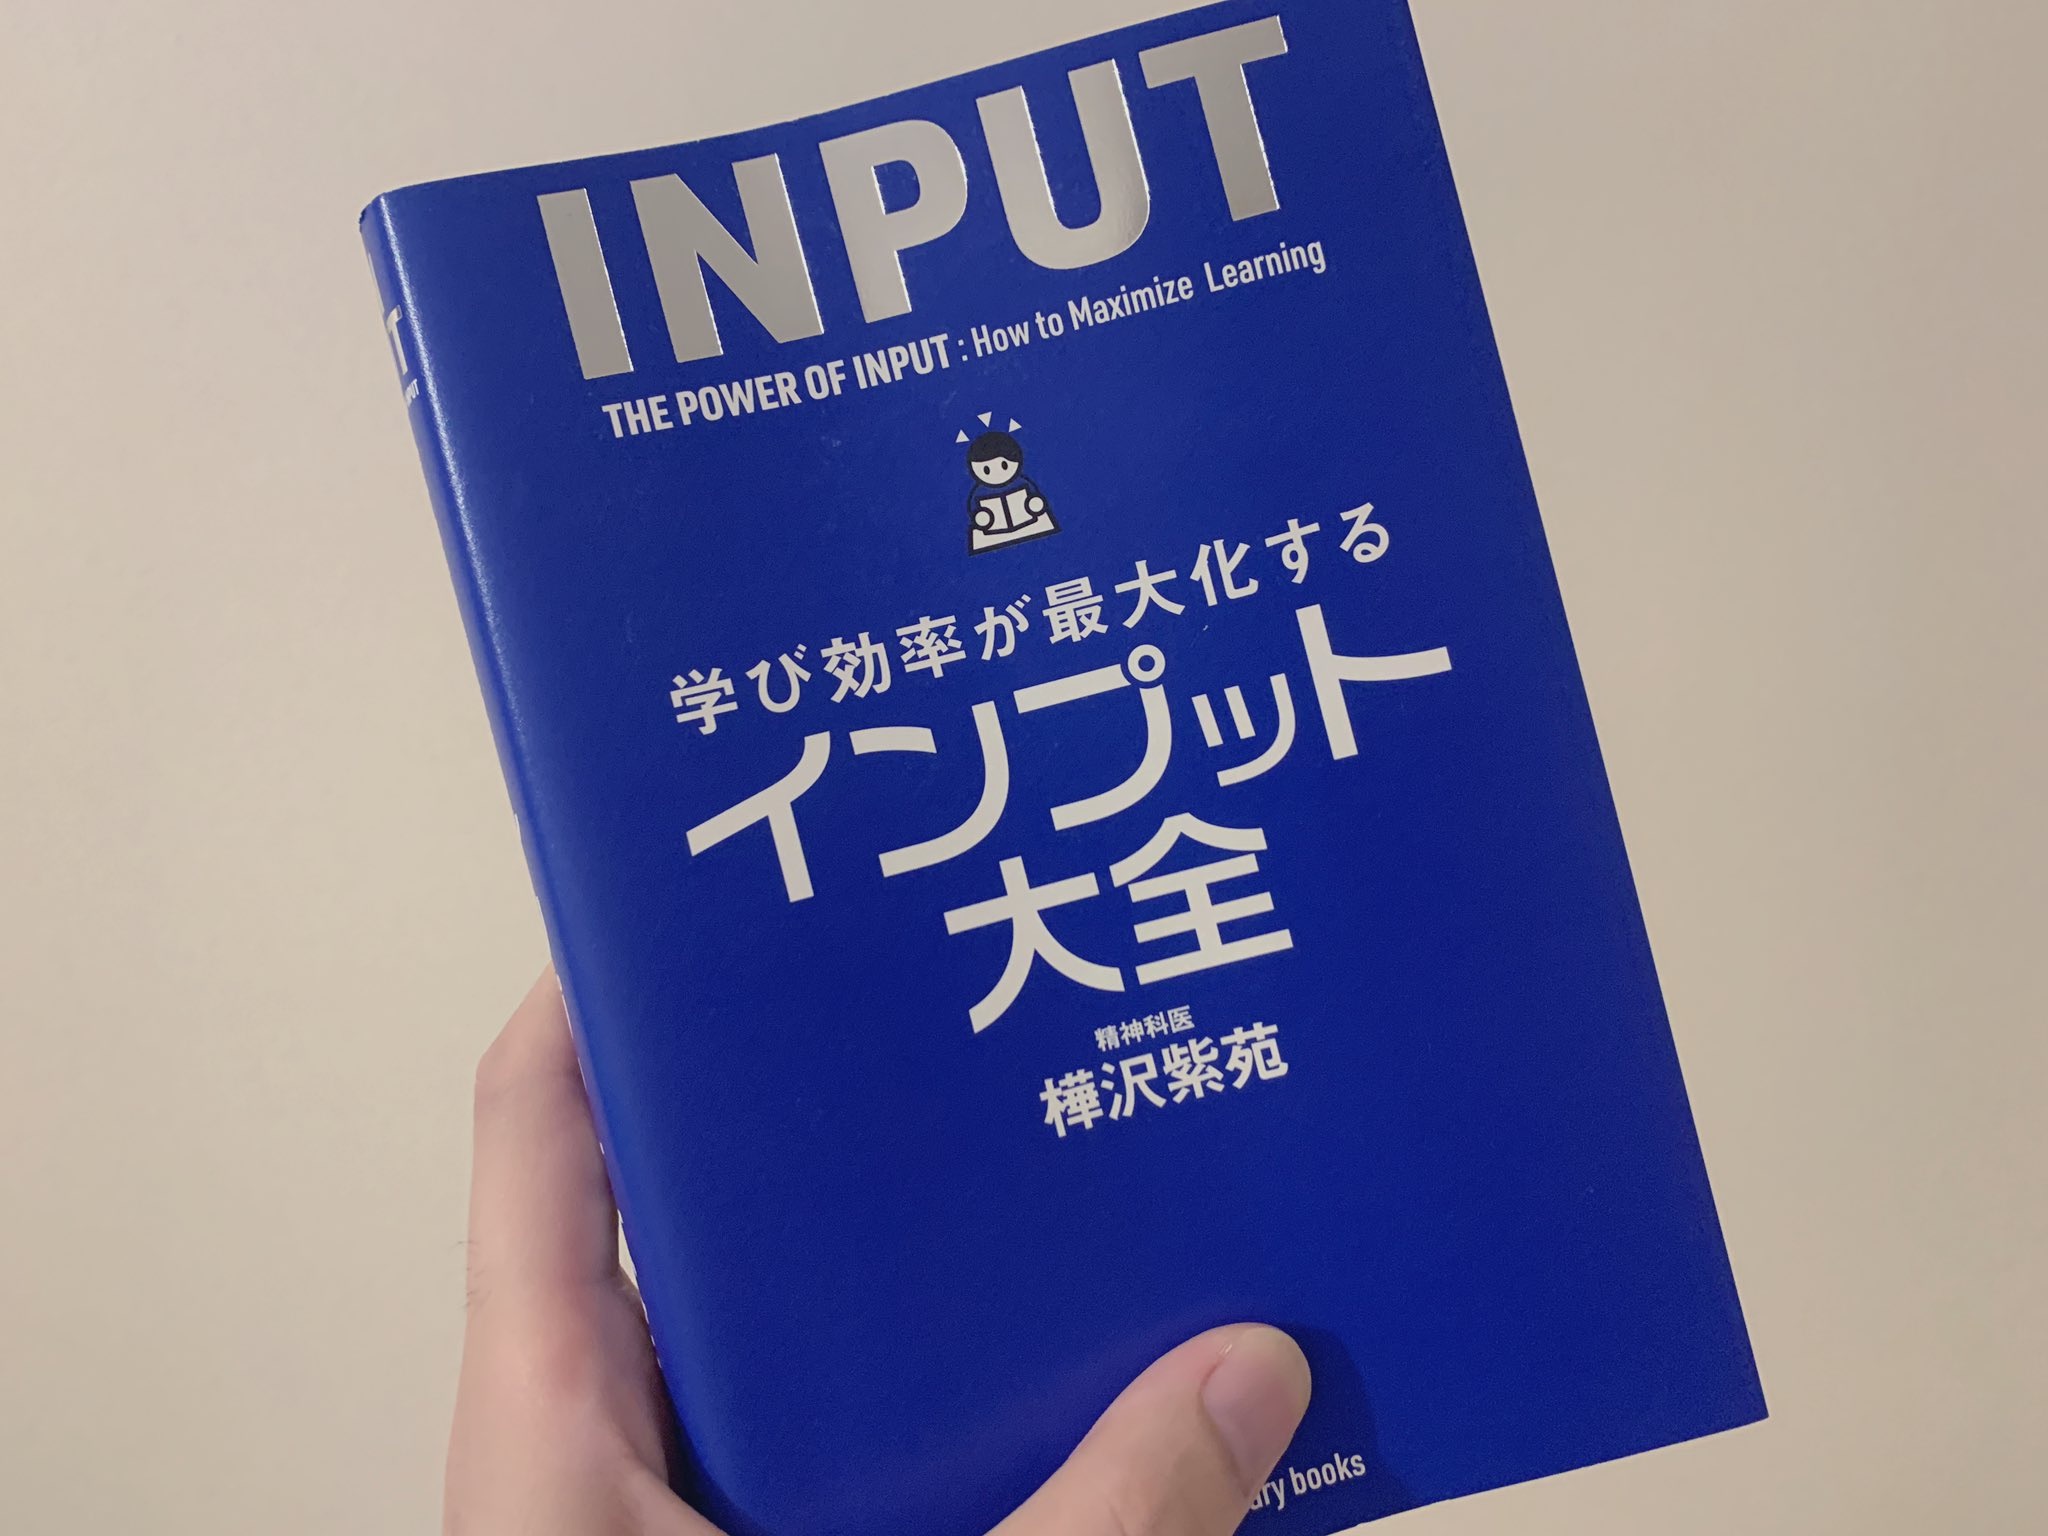 INPUT
THE POWER OF INPUT : How to Maximize Learning
学び効率が最大化する
インプット
大全
精神科医
樺沢紫苑
books